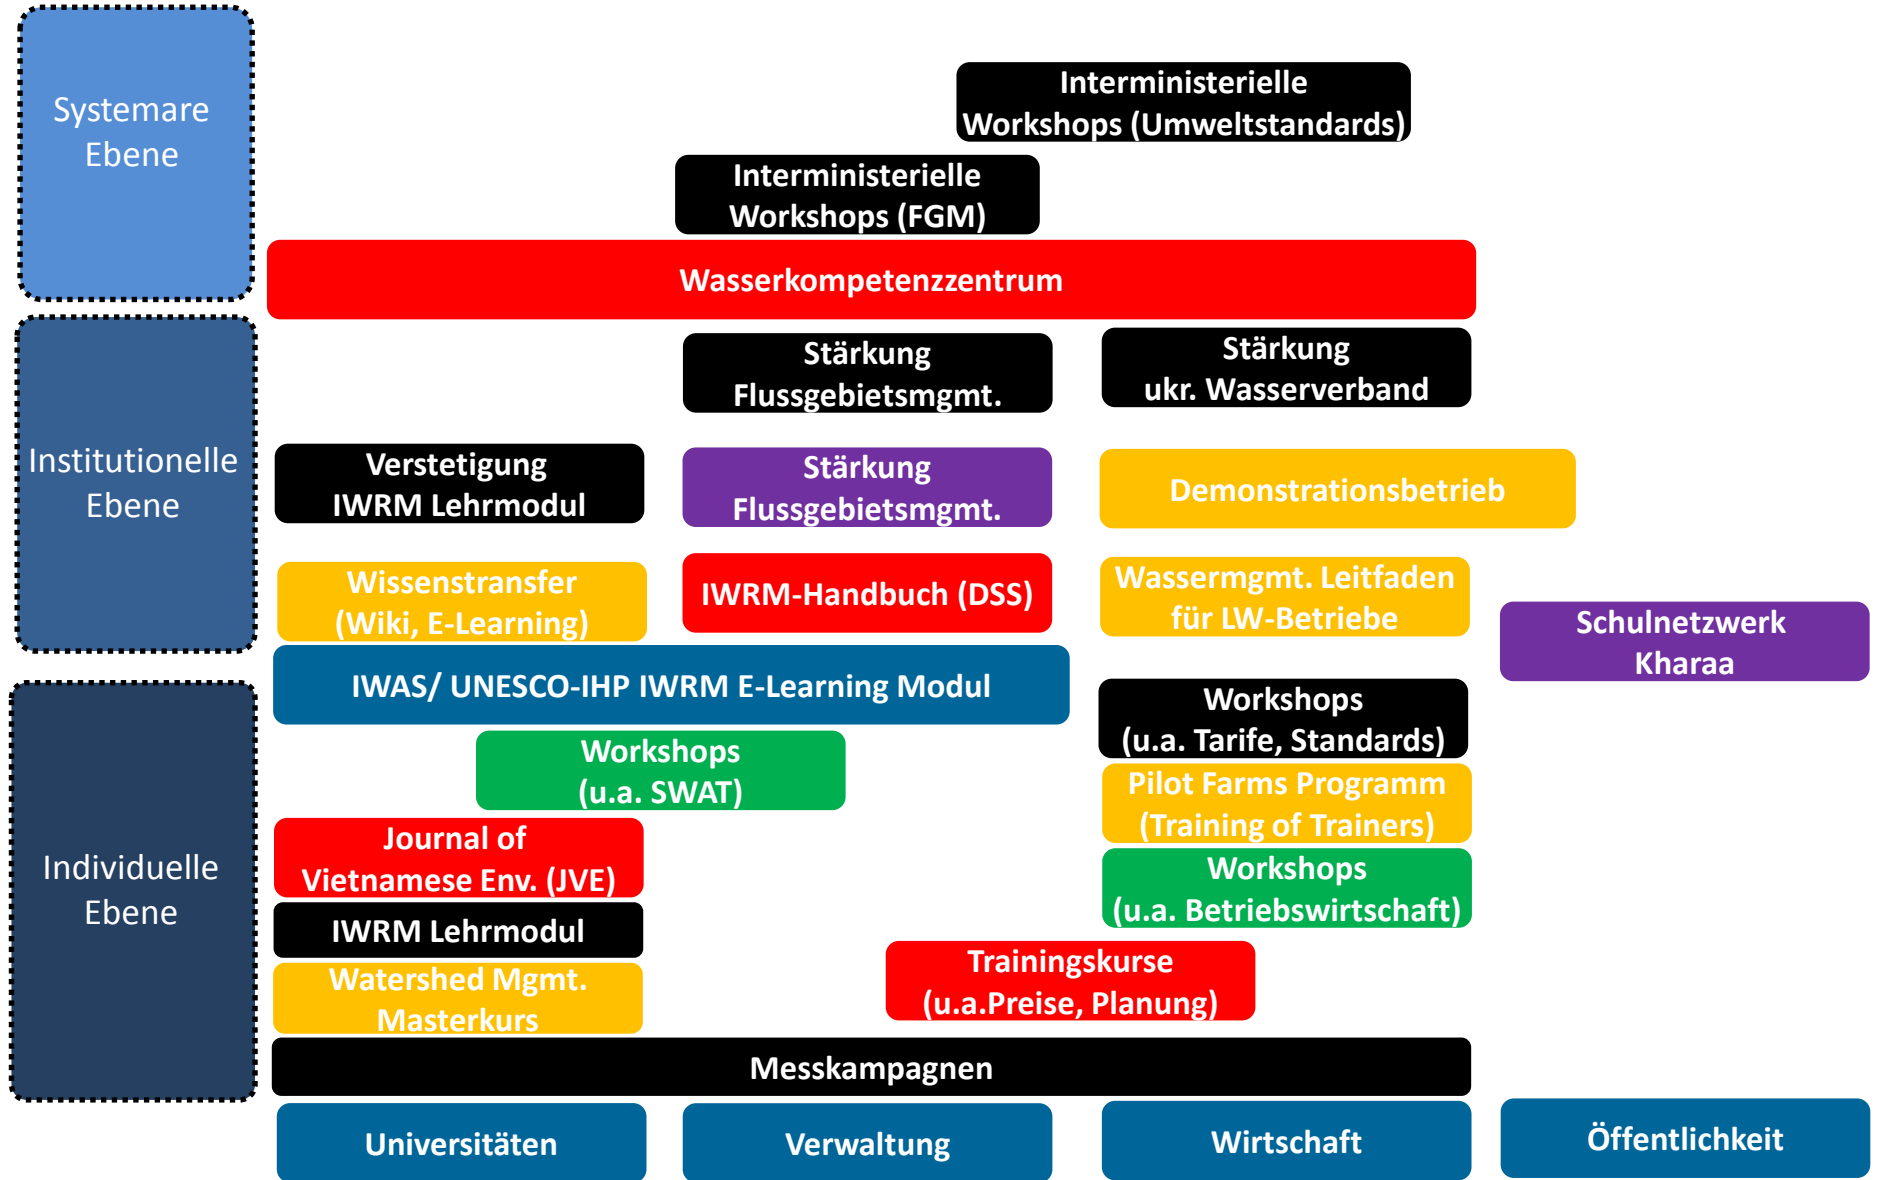 Systemare
Ebene
Interministerielle
Workshops (Umweltstandards)
Interministerielle
Workshops (FGM)
Wasserkompetenzzentrum
Institutionelle
Ebene
Stärkung
Flussgebietsmgmt.
Stärkung
ukr. Wasserverband
Verstetigung
IWRM Lehrmodul
Stärkung
Flussgebietsmgmt.
Demonstrationsbetrieb
Wissenstransfer
(Wiki, E-Learning)
IWRM-Handbuch (DSS)
Wassermgmt. Leitfaden
für LW-Betriebe
Schulnetzwerk
Kharaa
IWAS/ UNESCO-IHP IWRM E-Learning Modul
Individuelle
Ebene
Workshops
(u.a. Tarife, Standards)
Workshops
(u.a. SWAT)
Pilot Farms Programm
(Training of Trainers)
Journal of
Vietnamese Env. (JVE)
Workshops
(u.a. Betriebswirtschaft)
IWRM Lehrmodul
Trainingskurse
(u.a.Preise, Planung)
Watershed Mgmt.
Masterkurs
Messkampagnen
Universitäten
Verwaltung
Wirtschaft
Öffentlichkeit